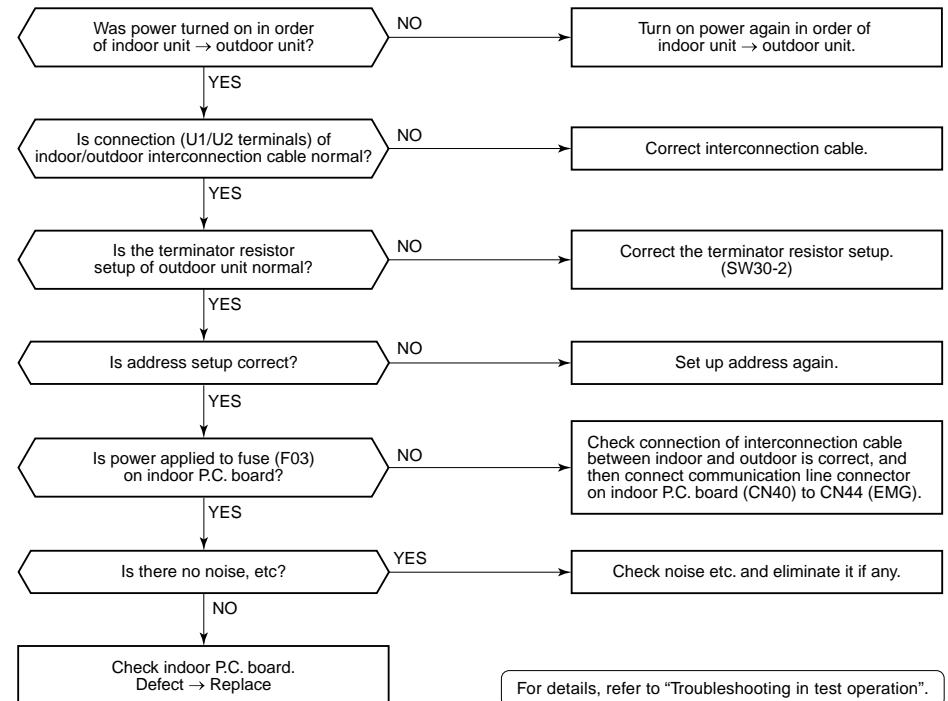 Was power turned on in order
of indoor unit → outdoor unit?
NO
Turn on power again in order of
indoor unit → outdoor unit.
YES
Is connection (U1/U2 terminals) of
indoor/outdoor interconnection cable normal?
NO
Correct interconnection cable.
YES
Is the terminator resistor
setup of outdoor unit normal?
NO
Correct the terminator resistor setup.
(SW30-2)
YES
Is address setup correct?
NO
Set up address again.
YES
Is power applied to fuse (F03)
on indoor P.C. board?
NO
Check connection of interconnection cable
between indoor and outdoor is correct, and
then connect communication line connector
on indoor P.C. board (CN40) to CN44 (EMG).
YES
Is there no noise, etc?
YES
Check noise etc. and eliminate it if any.
NO
Check indoor P.C. board.
Defect → Replace
For details, refer to “Troubleshooting in test operation”.